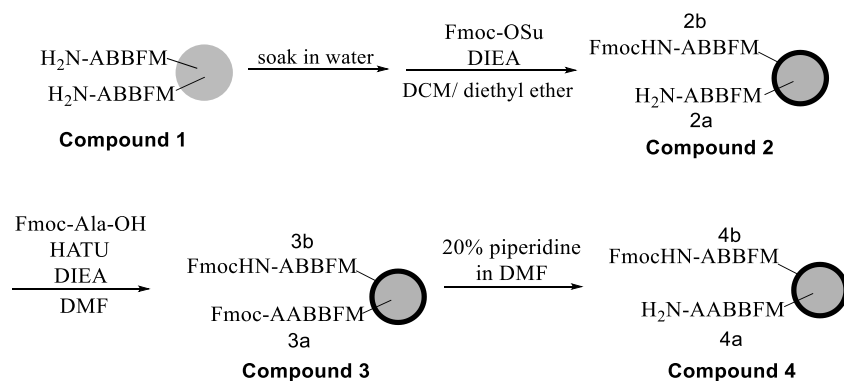 H₂N-ABBFM
H₂N-ABBFM
Compound 1
soak in water
Fmoc-OSu
DIEA
DCM/ diethyl ether
2b
FmocHN-ABBFM
H₂N-ABBFM
2a
Compound 2
Fmoc-Ala-OH
HATU
DIEA
DMF
3b
FmocHN-ABBFM
Fmoc-AABBFM
3a
Compound 3
20% piperidine
in DMF
4b
FmocHN-ABBFM
H₂N-AABBFM
4a
Compound 4